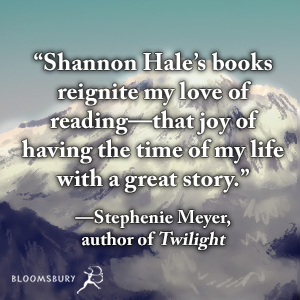 “Shannon Hale’s books
reignite my love of
reading—that joy of
having the time of my life
with a great story.”
—Stephenie Meyer,
author of Twilight
BLOOMSBURY